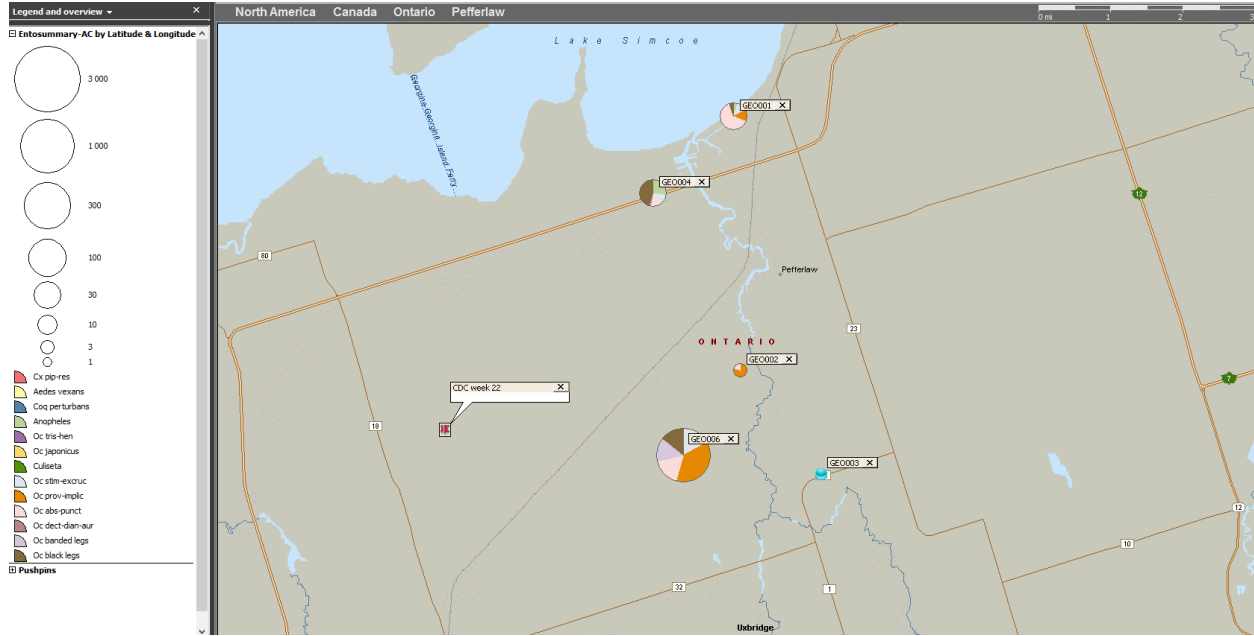 Legend and overview
North America Canada Ontario Pefferlaw
0 mi 1 2
Entosummary-AC by Latitude & Longitude
3 000
1 000
300
100
30
10
3
1
Cx pip-res
Aedes vexans
Coq perturbans
Anopheles
Oc tris-hen
Oc japonicus
Culiseta
Oc stim-excruc
Oc prov-implic
Oc abs-punct
Oc dect-dian-aur
Oc banded legs
Oc black legs
Pushpins
Lake Simcoe
Georgina-Georgina Island Ferry
GEO001
GEO004
12
80
Pefferlaw
23
ONTARIO
GEO002
7
CDC week 22
18
GEO006
GEO003
12
10
32
1
Uxbridge